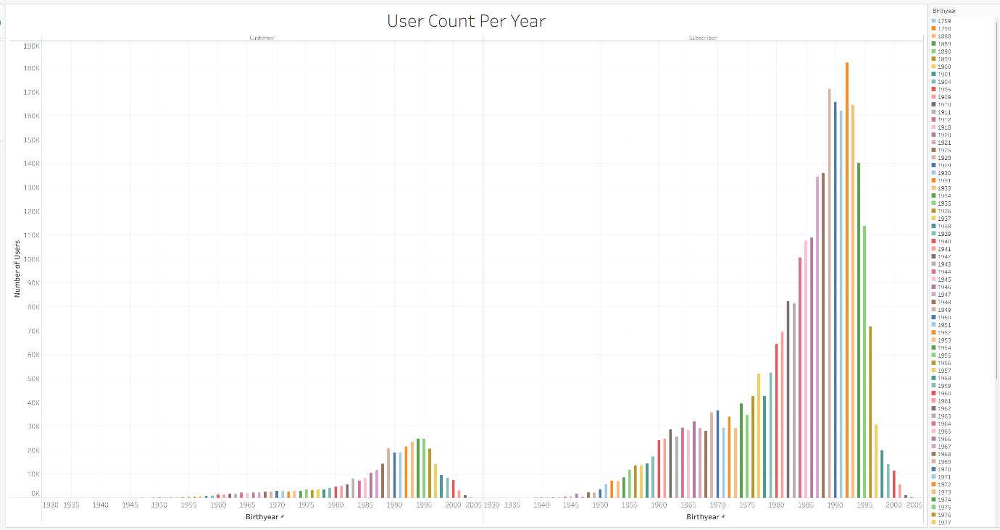 User Count Per Year
Customer
Subscriber
190K
180K
170K
160K
150K
140K
130K
120K
110K
100K
90K
80K
70K
60K
50K
40K
30K
20K
10K
0K
Number of Users
1930 1935 1940 1945 1950 1955 1960 1965 1970 1975 1980 1985 1990 1995 2000 2005
1930 1935 1940 1945 1950 1955 1960 1965 1970 1975 1980 1985 1990 1995 2000 2005
Birthyear
Birthyear
Birthyear
1759
1790
1888
1889
1890
1899
1900
1901
1904
1905
1909
1910
1911
1912
1918
1920
1921
1925
1928
1929
1930
1931
1933
1934
1935
1936
1937
1938
1939
1940
1941
1942
1943
1944
1945
1946
1947
1948
1949
1950
1951
1952
1953
1954
1955
1956
1957
1958
1959
1960
1961
1962
1963
1964
1965
1966
1967
1968
1969
1970
1971
1972
1973
1974
1975
1976
1977